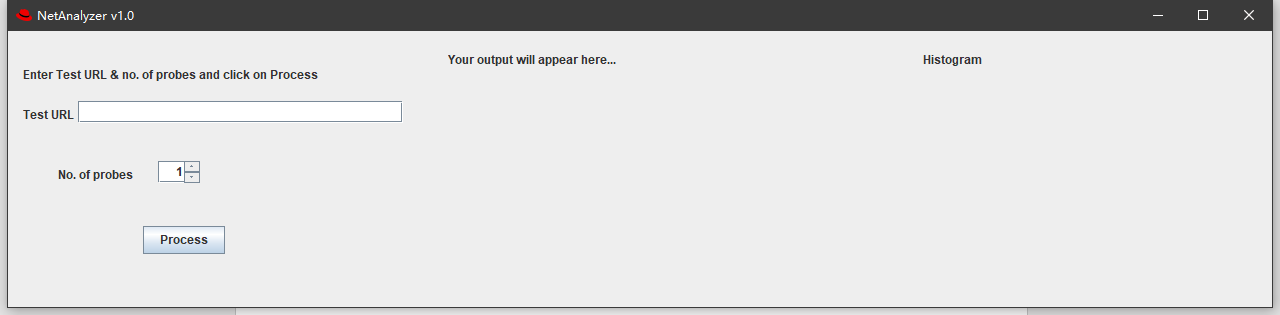 NetAnalyzer v1.0
Your output will appear here...
Histogram
Enter Test URL & no. of probes and click on Process
Test URL
No. of probes 1
Process